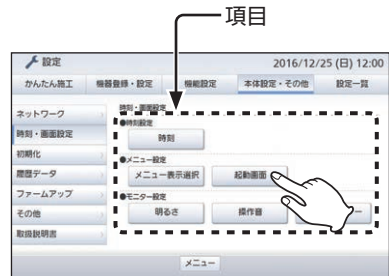 項目
設定
2016/12/25 (日) 12:00
かんたん施工
機器登録・設定
機能設定
本体設定・その他
設定一覧
ネットワーク
時刻・画面設定
初期化
履歴データ
ファームアップ
その他
取扱説明書
時刻・画面設定
●時刻設定
時刻
●メニュー設定
メニュー表示選択
起動画面
●モニター設定
明るさ
操作音
ー
メニュー